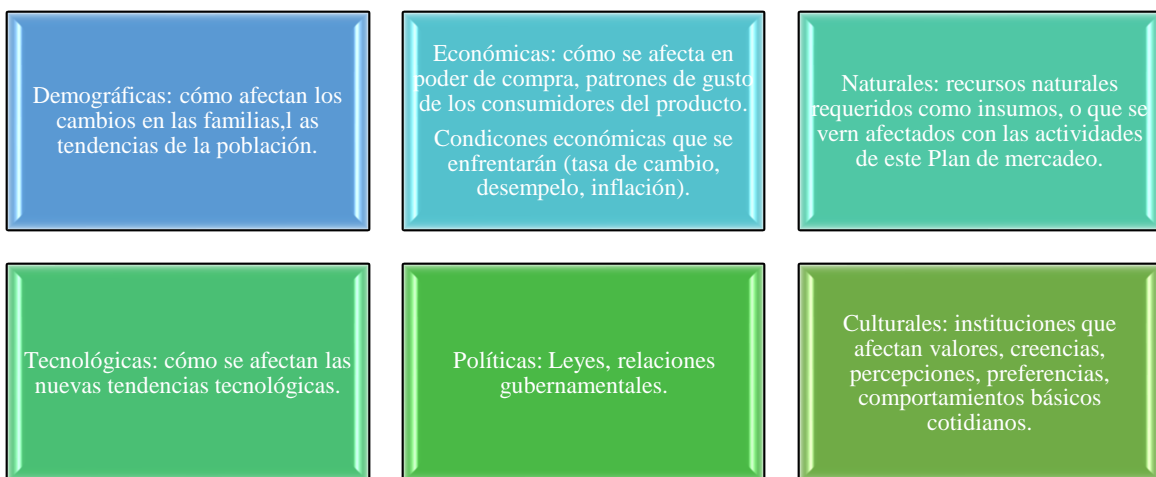 Demográficas: cómo afectan los
cambios en las familias,l as
tendencias de la población.
Económicas: cómo se afecta en
poder de compra, patrones de gusto
de los consumidores del producto.
Condicones económicas que se
enfrentarán (tasa de cambio,
desempelo, inflación).
Naturales: recursos naturales
requeridos como insumos, o que se
vern afectados con las actividades
de este Plan de mercadeo.
Tecnológicas: cómo se afectan las
nuevas tendencias tecnológicas.
Políticas: Leyes, relaciones
gubernamentales.
Culturales: instituciones que
afectan valores, creencias,
percepciones, preferencias,
comportamientos básicos
cotidianos.